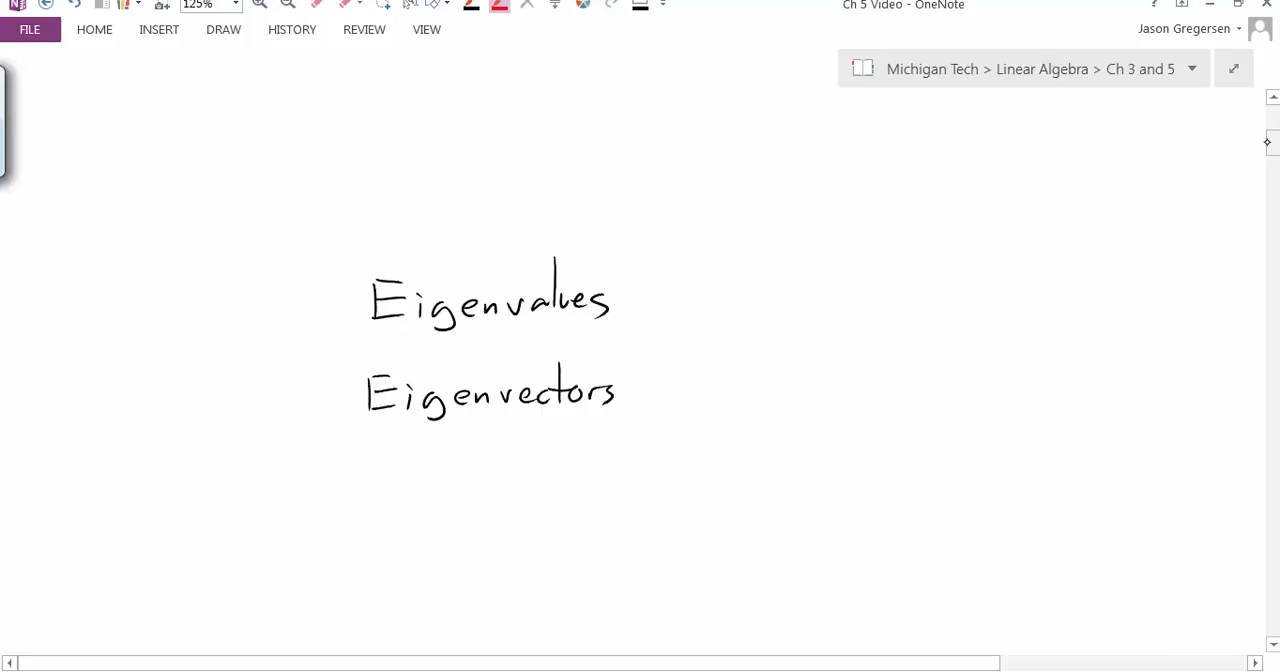 125%
Ch 5 Video - OneNote
?
FILE HOME INSERT DRAW HISTORY REVIEW VIEW
Jason Gregersen
Michigan Tech > Linear Algebra > Ch 3 and 5
Eigenvalues
Eigenvectors